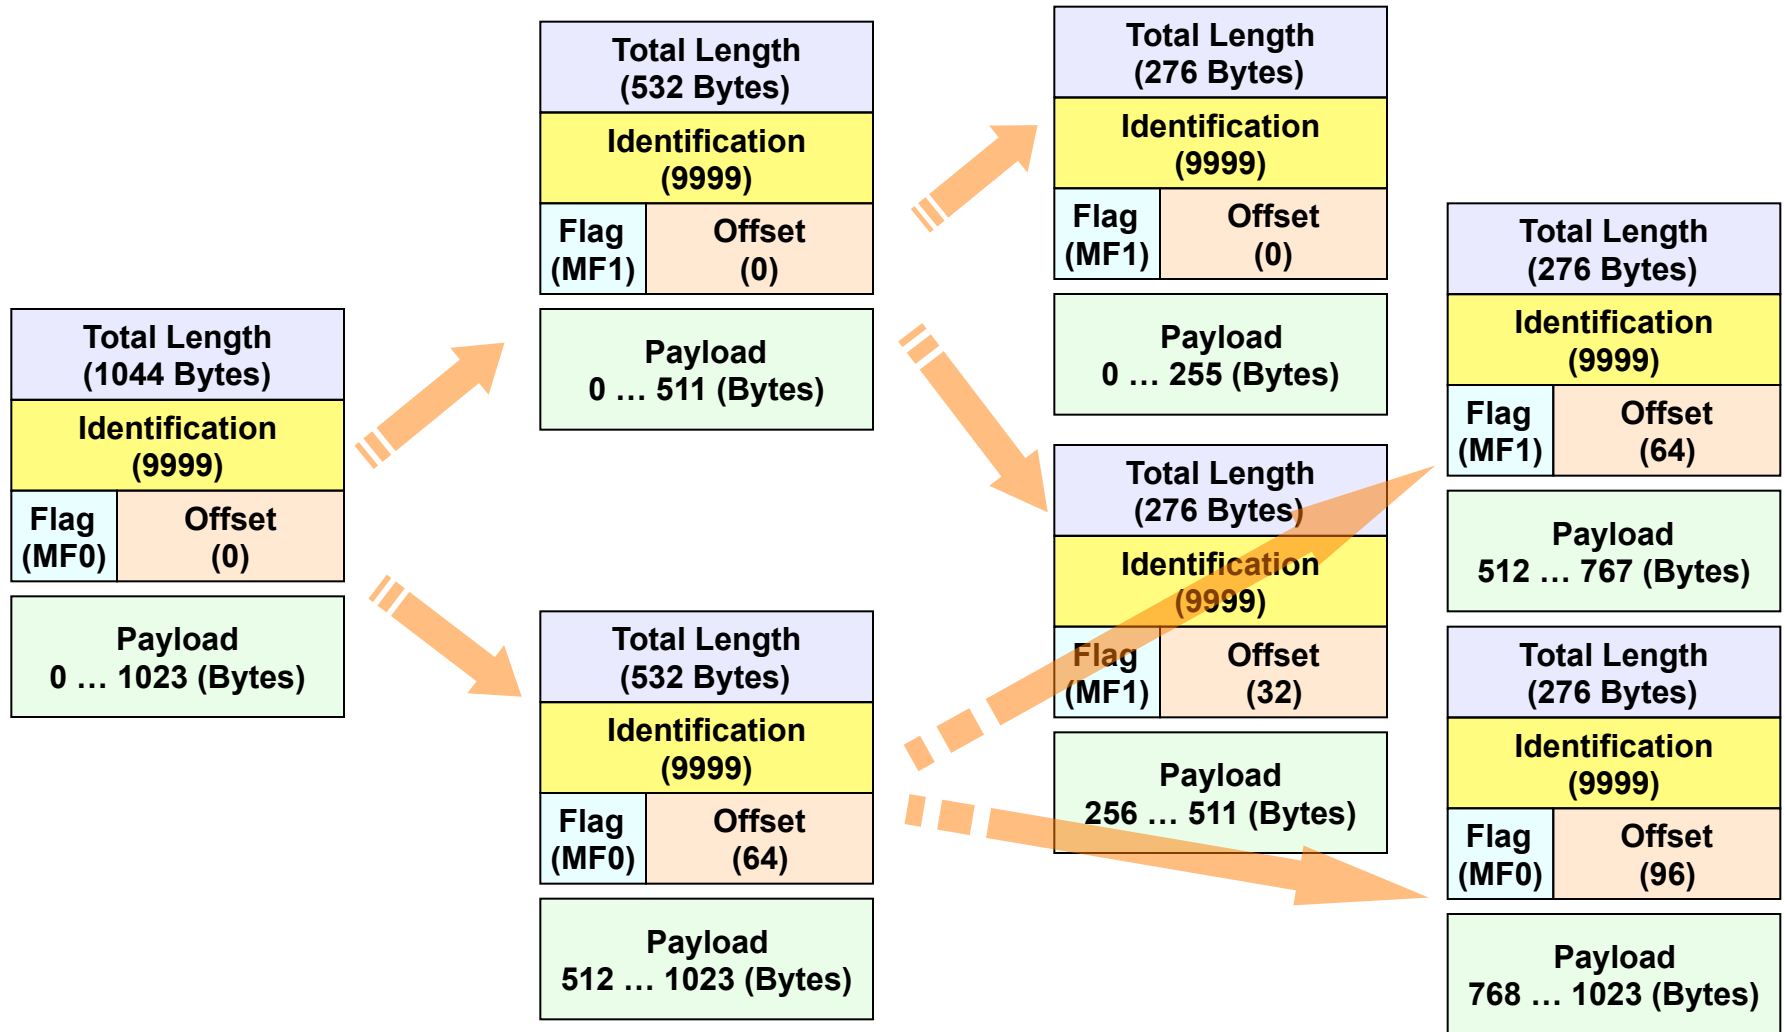 Total Length
(1044 Bytes)
Identification
(9999)
Flag
(MF0)
Offset
(0)
Payload
0 … 1023 (Bytes)
Total Length
(532 Bytes)
Identification
(9999)
Flag
(MF1)
Offset
(0)
Payload
0 … 511 (Bytes)
Total Length
(532 Bytes)
Identification
(9999)
Flag
(MF0)
Offset
(64)
Payload
512 … 1023 (Bytes)
Total Length
(276 Bytes)
Identification
(9999)
Flag
(MF1)
Offset
(0)
Payload
0 … 255 (Bytes)
Total Length
(276 Bytes)
Identification
(9999)
Flag
(MF1)
Offset
(32)
Payload
256 … 511 (Bytes)
Total Length
(276 Bytes)
Identification
(9999)
Flag
(MF1)
Offset
(64)
Payload
512 … 767 (Bytes)
Total Length
(276 Bytes)
Identification
(9999)
Flag
(MF0)
Offset
(96)
Payload
768 … 1023 (Bytes)